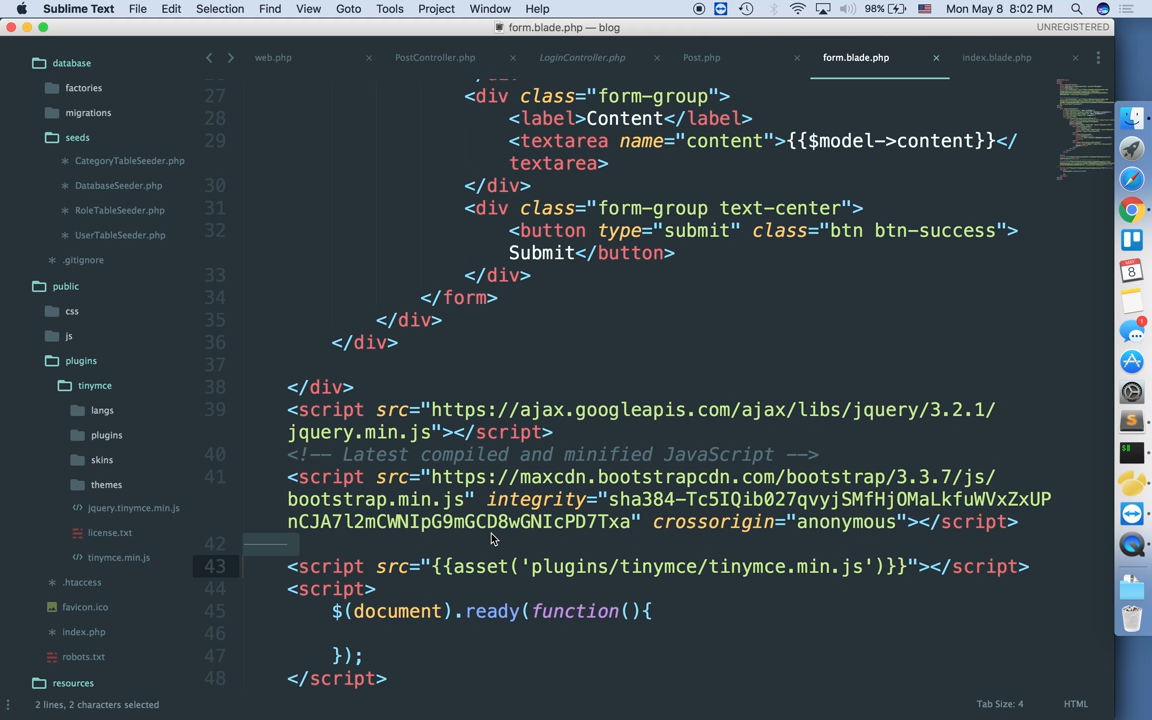 Sublime Text File Edit Selection Find View Goto Tools Project Window Help 98% Mon May 8 8:02 PM
form.blade.php — blog
UNREGISTERED
web.php PostController.php LoginController.php Post.php form.blade.php index.blade.php
database
factories
migrations
seeds
CategoryTableSeeder.php
DatabaseSeeder.php
RoleTableSeeder.php
UserTableSeeder.php
.gitignore
public
css
js
plugins
tinymce
langs
plugins
skins
themes
jquery.tinymce.min.js
license.txt
tinymce.min.js
.htaccess
favicon.ico
index.php
robots.txt
resources
27 <div class="form-group">
28 <label>Content</label>
29 <textarea name="content">{{$model->content}}</
textarea>
30 </div>
31 <div class="form-group text-center">
32 <button type="submit" class="btn btn-success">
Submit</button>
33 </div>
34 </form>
35 </div>
36 </div>
37
38 </div>
39 <script src="https://ajax.googleapis.com/ajax/libs/jquery/3.2.1/
jquery.min.js"></script>
40 <!-- Latest compiled and minified JavaScript -->
41 <script src="https://maxcdn.bootstrapcdn.com/bootstrap/3.3.7/js/
bootstrap.min.js" integrity="sha384-Tc5IQib027qvyjSMfHjOMaLkfuWVxZxUP
nCJA7l2mCWNIpG9mGCD8wGNIcPD7Txa" crossorigin="anonymous"></script>
42
43 <script src="{{asset('plugins/tinymce/tinymce.min.js')}}"></script>
44 <script>
45 $(document).ready(function(){
46
47 });
48 </script>
2 lines, 2 characters selected
Tab Size: 4 HTML